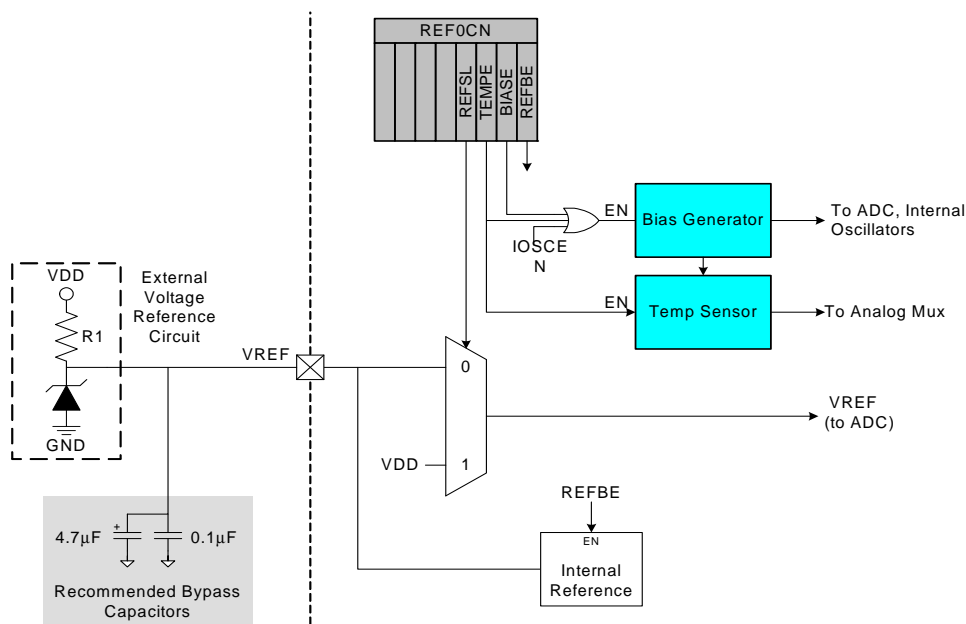 REF0CN
REFSL
TEMPE
BIASE
REFBE
EN
Bias Generator
To ADC, Internal
Oscillators
IOSCE
N
EN
Temp Sensor
To Analog Mux
VDD
R1
GND
External
Voltage
Reference
Circuit
VREF
0
VREF
(to ADC)
VDD
1
REFBE
EN
Internal
Reference
4.7µF
+
0.1µF
Recommended Bypass
Capacitors